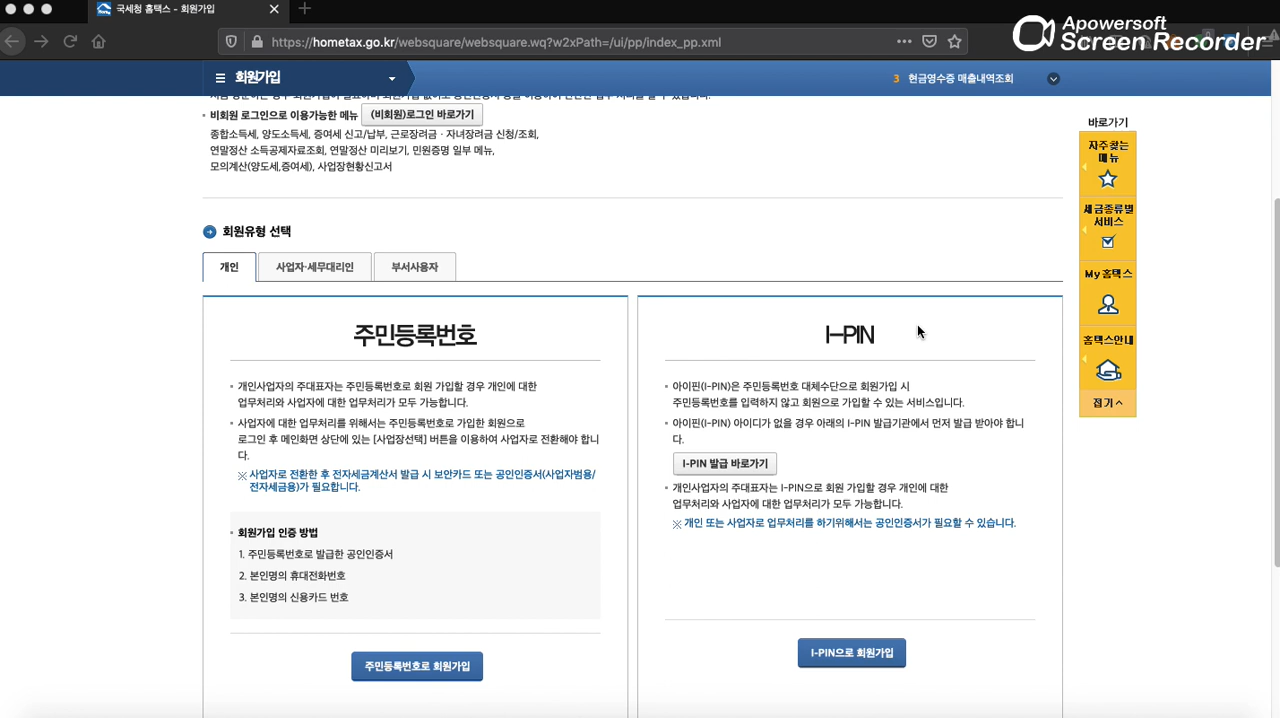 국세청 홈택스 - 회원가입
https://hometax.go.kr/websquare/websquare.wq?w2xPath=/ui/pp/index_pp.xml
Apowersoft
Screen Recorder
회원가입
3 현금영수증 매출내역조회
비회원 로그인으로 이용가능한 메뉴
(비회원)로그인 바로가기
종합소득세, 양도소득세, 증여세 신고/납부, 근로장려금 · 자녀장려금 신청/조회,
연말정산 소득공제자료조회, 연말정산 미리보기, 민원증명 일부 메뉴,
모의계산(양도세,증여세), 사업장현황신고서
회원유형 선택
개인
사업자·세무대리인
부서사용자
주민등록번호
개인사업자의 주대표자는 주민등록번호로 회원 가입할 경우 개인에 대한
업무처리와 사업자에 대한 업무처리가 모두 가능합니다.
사업자에 대한 업무처리를 위해서는 주민등록번호로 가입한 회원으로
로그인 후 메인화면 상단에 있는 [사업장선택] 버튼을 이용하여 사업자로 전환해야 합니
다.
※ 사업자로 전환한 후 전자세금계산서 발급 시 보안카드 또는 공인인증서(사업자범용/
전자세금용)가 필요합니다.
회원가입 인증 방법
1. 주민등록번호로 발급한 공인인증서
2. 본인명의 휴대전화번호
3. 본인명의 신용카드 번호
주민등록번호로 회원가입
I-PIN
아이핀(I-PIN)은 주민등록번호 대체수단으로 회원가입 시
주민등록번호를 입력하지 않고 회원으로 가입할 수 있는 서비스입니다.
아이핀(I-PIN) 아이디가 없을 경우 아래의 I-PIN 발급기관에서 먼저 발급 받아야 합니
다.
I-PIN 발급 바로가기
개인사업자의 주대표자는 I-PIN으로 회원 가입할 경우 개인에 대한
업무처리와 사업자에 대한 업무처리가 모두 가능합니다.
※ 개인 또는 사업자로 업무처리를 하기위해서는 공인인증서가 필요할 수 있습니다.
I-PIN으로 회원가입
바로가기
자주찾는
메뉴
세금종류별
서비스
My홈택스
홈택스안내
접기